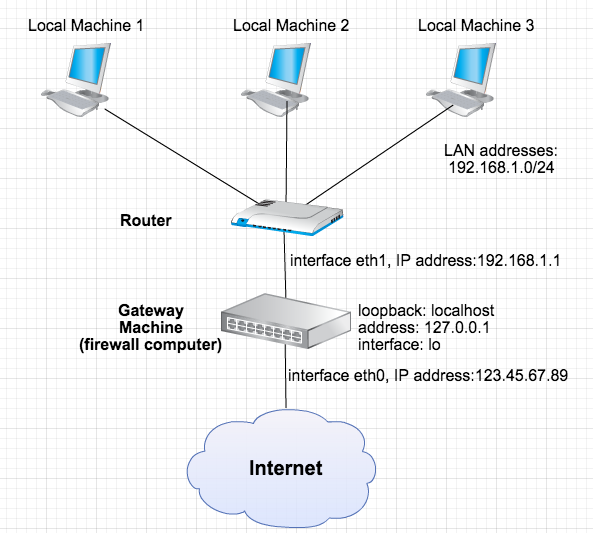 Local Machine 1
Local Machine 2
Local Machine 3
LAN addresses:
192.168.1.0/24
Router
interface eth1, IP address:192.168.1.1
Gateway
Machine
(firewall computer)
loopback: localhost
address: 127.0.0.1
interface: lo
interface eth0, IP address:123.45.67.89
Internet